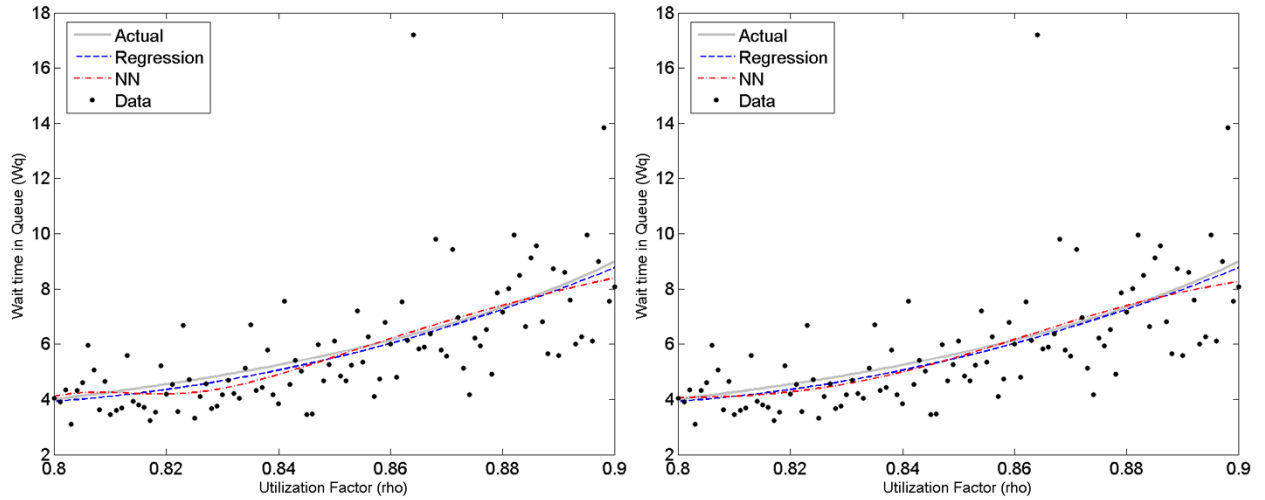 18
16
14
12
10
8
6
4
2
Wait time in Queue (Wq)
Actual
Regression
NN
Data
0.8
0.82
0.84
0.86
0.88
0.9
Utilization Factor (rho)
18
16
14
12
10
8
6
4
2
Wait time in Queue (Wq)
Actual
Regression
NN
Data
0.8
0.82
0.84
0.86
0.88
0.9
Utilization Factor (rho)